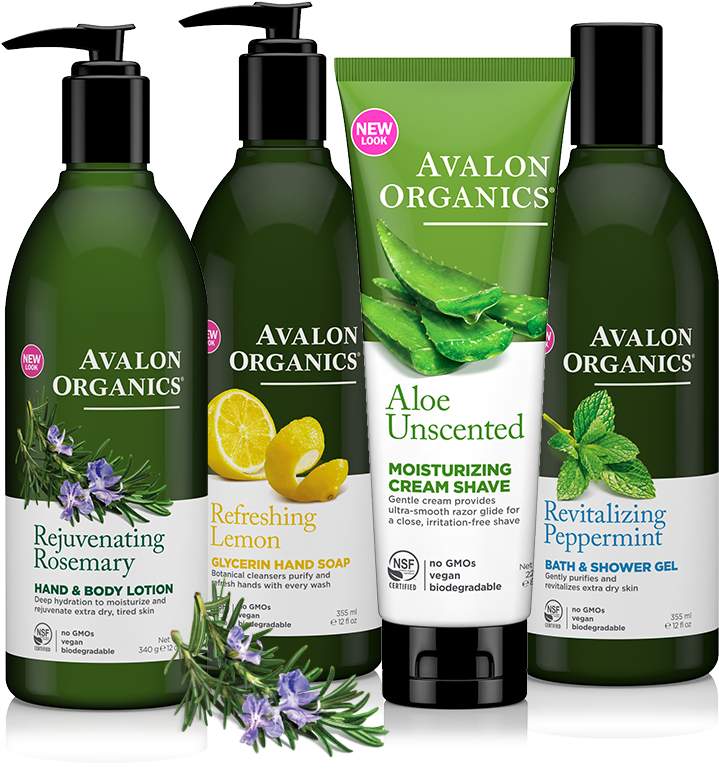 NEW
LOOK
AVALON
ORGANICS®
Rejuvenating
Rosemary
HAND & BODY LOTION
Deep hydration to moisturize and
rejuvenate extra dry, tired skin
NSF
CERTIFIED
no GMOs
vegan
biodegradable
340 g ℮ 12
AVALON
ORGANICS®
Refreshing
Lemon
GLYCERIN HAND SOAP
Botanical cleansers purify and
refresh hands with every wash
no GMOs
vegan
biodegradable
355 ml
℮ 12 fl oz
NEW
LOOK
AVALON
ORGANICS®
Aloe
Unscented
MOISTURIZING
CREAM SHAVE
Gentle cream provides
ultra-smooth razor glide for
a close, irritation-free shave
NSF
CERTIFIED
no GMOs
vegan
biodegradable
AVALON
ORGANICS®
Revitalizing
Peppermint
BATH & SHOWER GEL
Gently purifies and
revitalizes extra dry skin
NSF
CERTIFIED
no GMOs
vegan
biodegradable
355 ml
℮ 12 fl oz